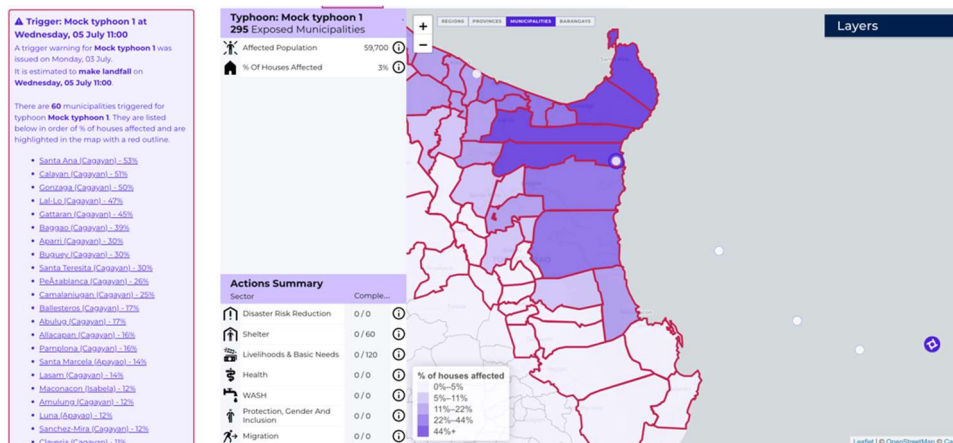 Trigger: Mock typhoon 1 at
Wednesday, 05 July 11:00
A trigger warning for Mock typhoon 1 was
issued on Monday, 03 July.
It is estimated to make landfall on
Wednesday, 05 July 11:00.
There are 60 municipalities triggered for
typhoon Mock typhoon 1. They are listed
below in order of % of houses affected and are
highlighted in the map with a red outline.
Santa Ana (Cagayan) - 53%
Calayan (Cagayan) - 51%
Gonzaga (Cagayan) - 50%
Lal-Lo (Cagayan) - 47%
Gattaran (Cagayan) - 45%
Baggao (Cagayan) - 39%
Aparri (Cagayan) - 30%
Buguey (Cagayan) - 30%
Santa Teresita (Cagayan) - 30%
PeÃ±ablanca (Cagayan) - 26%
Camalaniugan (Cagayan) - 25%
Ballesteros (Cagayan) - 17%
Abulug (Cagayan) - 17%
Allacapan (Cagayan) - 16%
Pamplona (Cagayan) - 16%
Santa Marcela (Apayao) - 14%
Lasam (Cagayan) - 14%
Maconacon (Isabela) - 12%
Amulung (Cagayan) - 12%
Luna (Apayao) - 12%
Sanchez-Mira (Cagayan) - 12%
Claveria (Cagayan) - 11%
Typhoon: Mock typhoon 1
295 Exposed Municipalities
Affected Population 59,700
% Of Houses Affected 3%
Actions Summary
Sector Comple...
Disaster Risk Reduction 0 / 0
Shelter 0 / 60
Livelihoods & Basic Needs 0 / 120
Health 0 / 0
WASH 0 / 0
Protection, Gender And
Inclusion 0 / 0
Migration 0 / 0
+
−
REGIONS PROVINCES MUNICIPALITIES BARANGAYS
Layers
% of houses affected
0%–5%
5%–11%
11%–22%
22%–44%
44%+
Leaflet | © OpenStreetMap © Ca